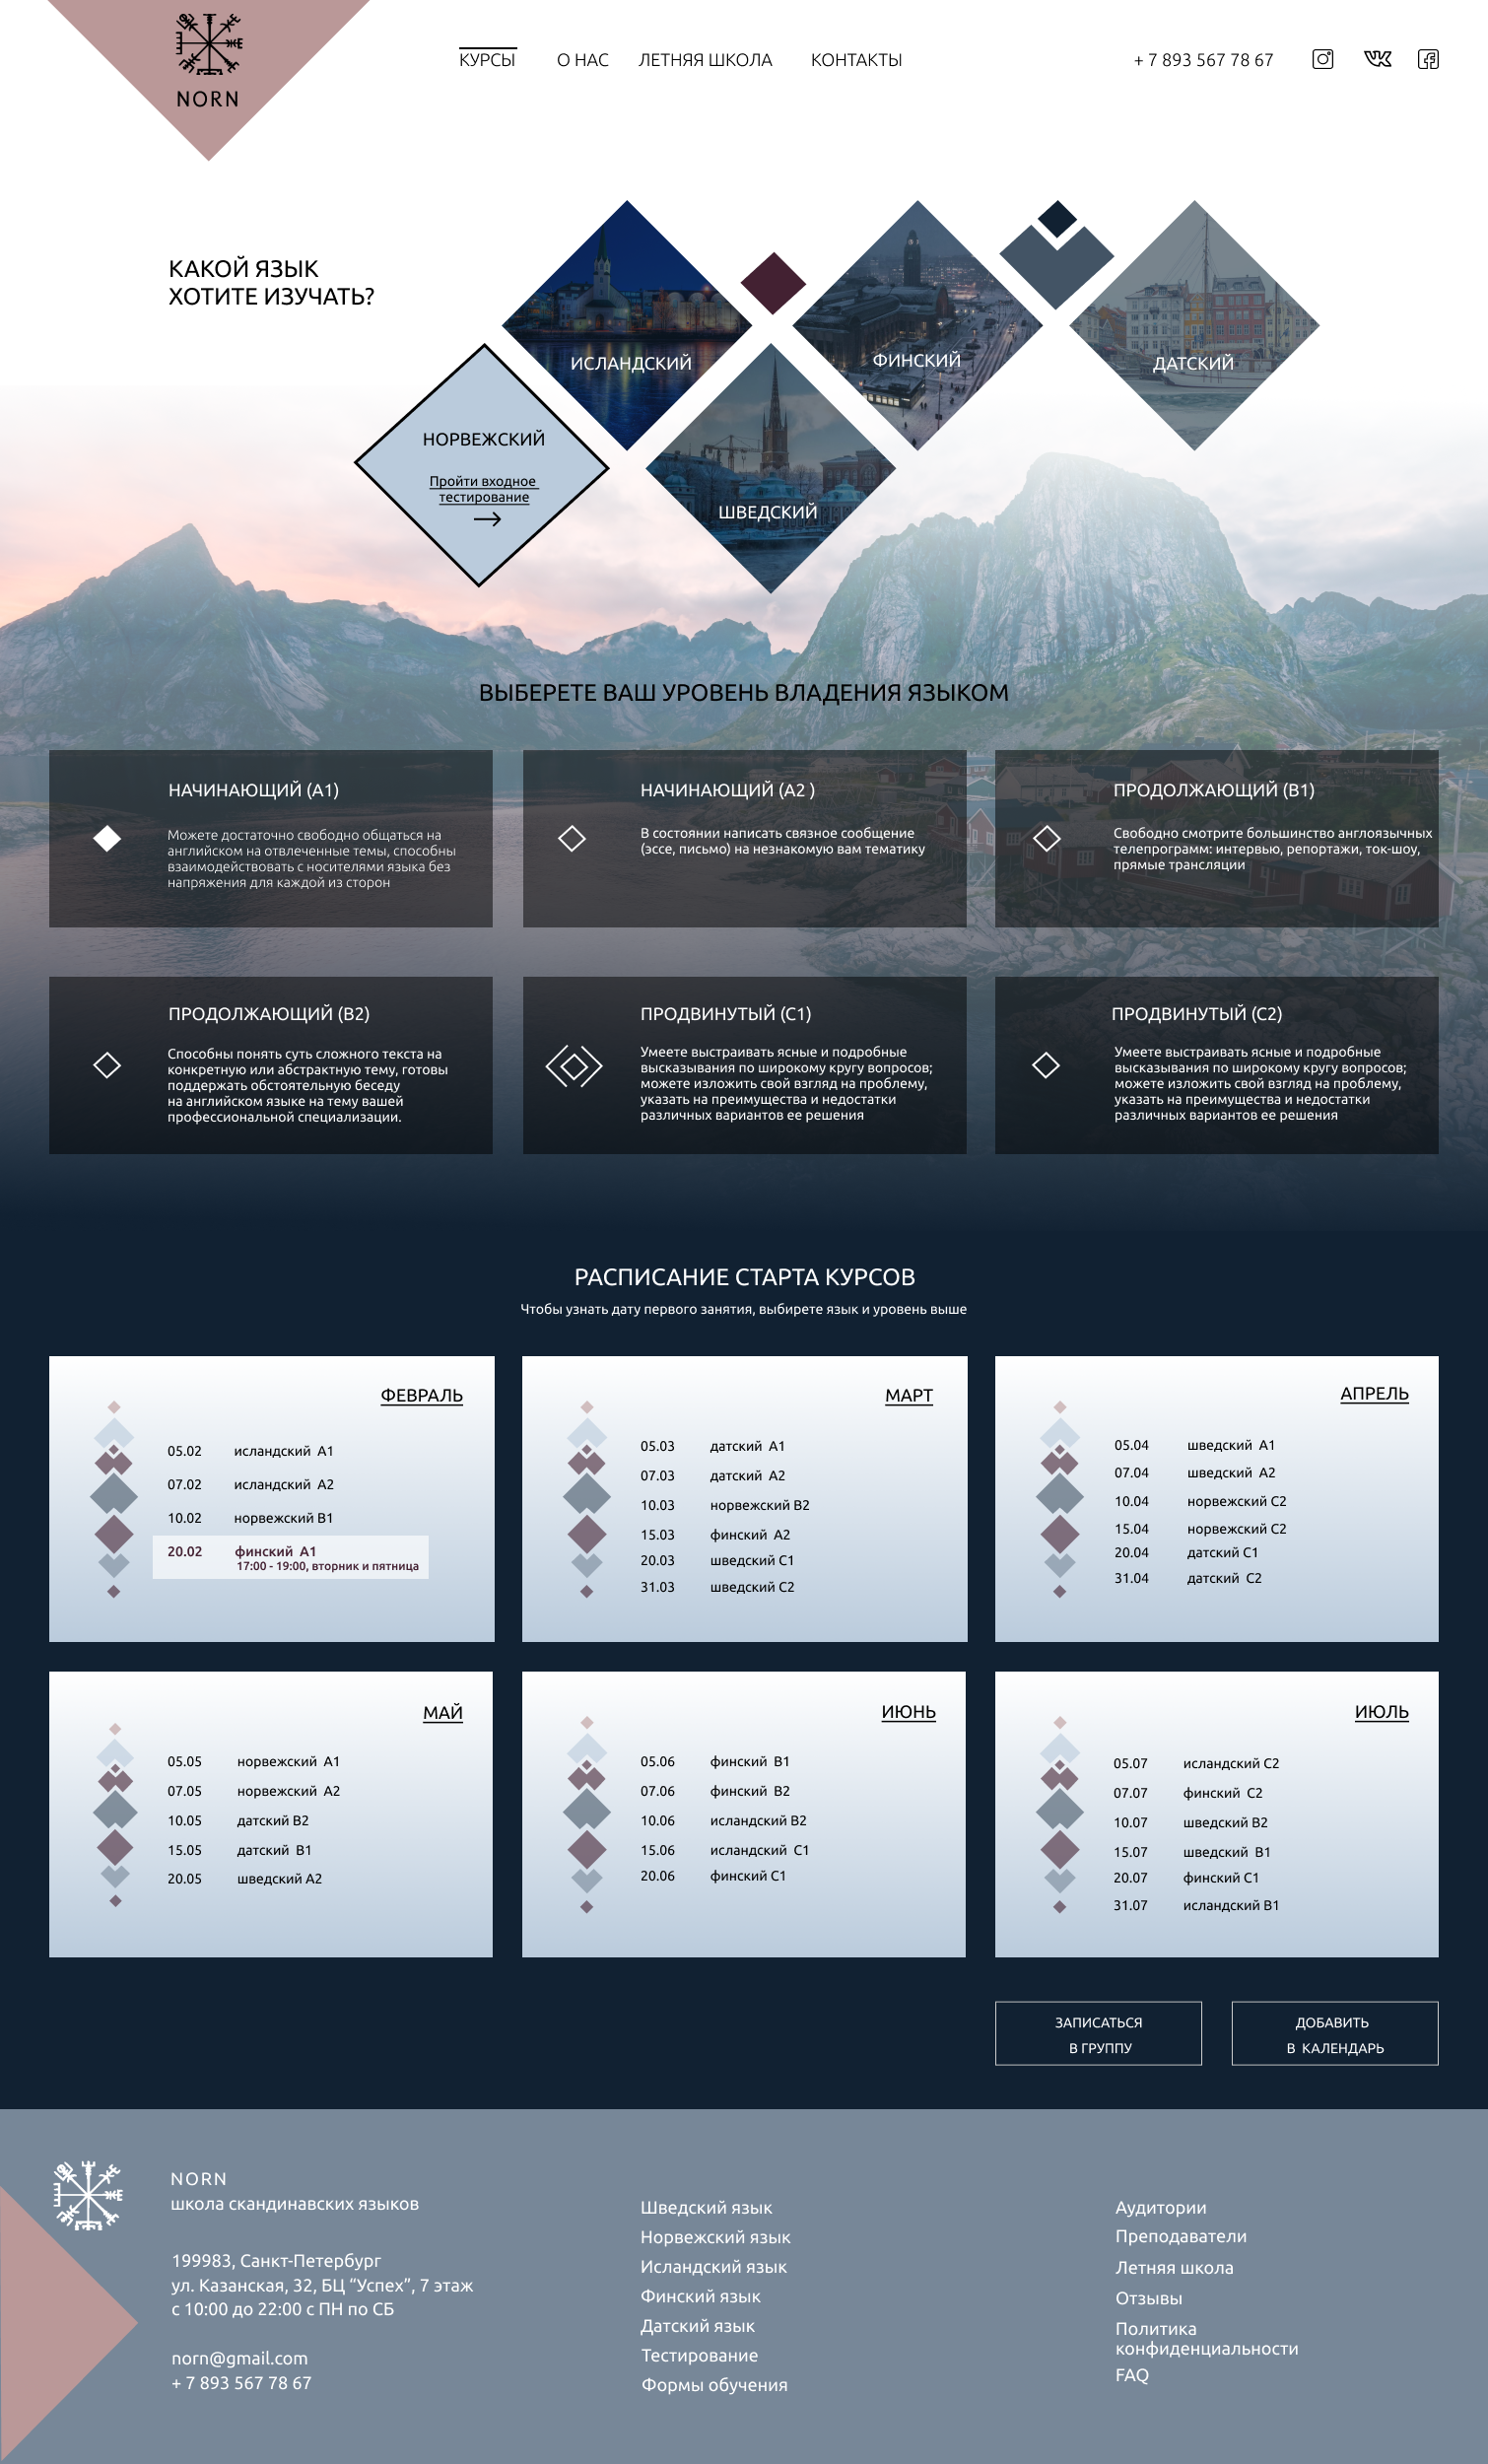 NORN
КУРСЫ
О НАС
ЛЕТНЯЯ ШКОЛА
КОНТАКТЫ
+ 7 893 567 78 67
КАКОЙ ЯЗЫК
ХОТИТЕ ИЗУЧАТЬ?
ИСЛАНДСКИЙ
ФИНСКИЙ
ДАТСКИЙ
НОРВЕЖСКИЙ
Пройти входное
тестирование
ШВЕДСКИЙ
ВЫБЕРЕТЕ ВАШ УРОВЕНЬ ВЛАДЕНИЯ ЯЗЫКОМ
НАЧИНАЮЩИЙ (А1)
Можете достаточно свободно общаться на
английском на отвлеченные темы, способны
взаимодействовать с носителями языка без
напряжения для каждой из сторон
НАЧИНАЮЩИЙ (А2 )
В состоянии написать связное сообщение
(эссе, письмо) на незнакомую вам тематику
ПРОДОЛЖАЮЩИЙ (В1)
Свободно смотрите большинство англоязычных
телепрограмм: интервью, репортажи, ток-шоу,
прямые трансляции
ПРОДОЛЖАЮЩИЙ (В2)
Способны понять суть сложного текста на
конкретную или абстрактную тему, готовы
поддержать обстоятельную беседу
на английском языке на тему вашей
профессиональной специализации.
ПРОДВИНУТЫЙ (С1)
Умеете выстраивать ясные и подробные
высказывания по широкому кругу вопросов;
можете изложить свой взгляд на проблему,
указать на преимущества и недостатки
различных вариантов ее решения
ПРОДВИНУТЫЙ (С2)
Умеете выстраивать ясные и подробные
высказывания по широкому кругу вопросов;
можете изложить свой взгляд на проблему,
указать на преимущества и недостатки
различных вариантов ее решения
РАСПИСАНИЕ СТАРТА КУРСОВ
Чтобы узнать дату первого занятия, выбирете язык и уровень выше
ФЕВРАЛЬ
05.02 исландский А1
07.02 исландский А2
10.02 норвежский В1
20.02 финский А1
17:00 - 19:00, вторник и пятница
МАРТ
05.03 датский А1
07.03 датский А2
10.03 норвежский В2
15.03 финский А2
20.03 шведский С1
31.03 шведский С2
АПРЕЛЬ
05.04 шведский А1
07.04 шведский А2
10.04 норвежский С2
15.04 норвежский С2
20.04 датский С1
31.04 датский С2
МАЙ
05.05 норвежский А1
07.05 норвежский А2
10.05 датский В2
15.05 датский В1
20.05 шведский А2
ИЮНЬ
05.06 финский В1
07.06 финский В2
10.06 исландский В2
15.06 исландский С1
20.06 финский С1
ИЮЛЬ
05.07 исландский С2
07.07 финский С2
10.07 шведский В2
15.07 шведский В1
20.07 финский С1
31.07 исландский В1
ЗАПИСАТЬСЯ
В ГРУППУ
ДОБАВИТЬ
В КАЛЕНДАРЬ
NORN
школа скандинавских языков
199983, Санкт-Петербург
ул. Казанская, 32, БЦ “Успех”, 7 этаж
с 10:00 до 22:00 с ПН по СБ
norn@gmail.com
+ 7 893 567 78 67
Шведский язык
Норвежский язык
Исландский язык
Финский язык
Датский язык
Тестирование
Формы обучения
Аудитории
Преподаватели
Летняя школа
Отзывы
Политика
конфиденциальности
FAQ